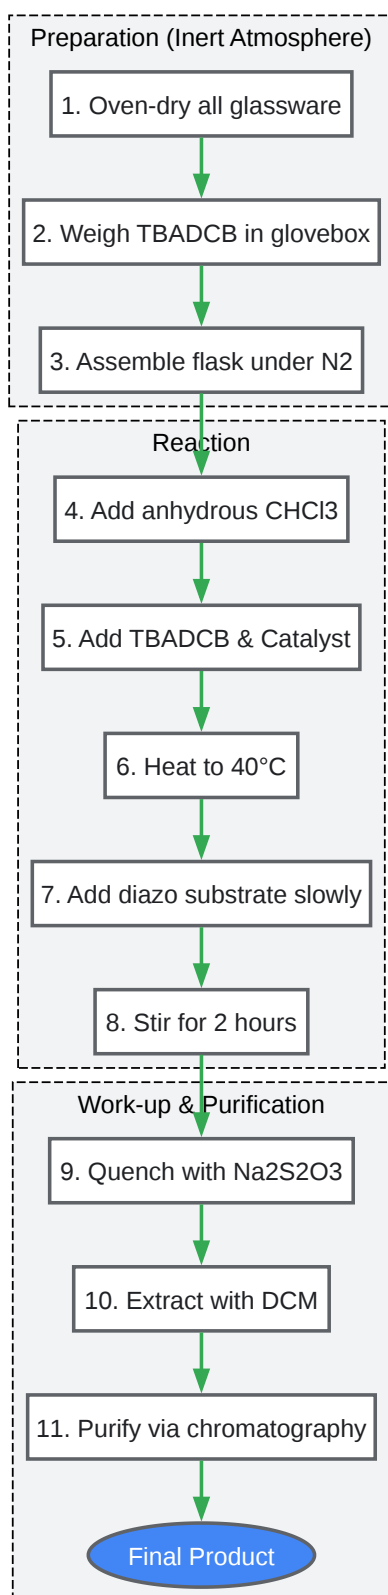 Preparation (Inert Atmosphere)
1. Oven-dry all glassware
2. Weigh TBADCB in glovebox
3. Assemble flask under N2
Reaction
4. Add anhydrous CHCl3
5. Add TBADCB & Catalyst
6. Heat to 40°C
7. Add diazo substrate slowly
8. Stir for 2 hours
Work-up & Purification
9. Quench with Na2S2O3
10. Extract with DCM
11. Purify via chromatography
Final Product